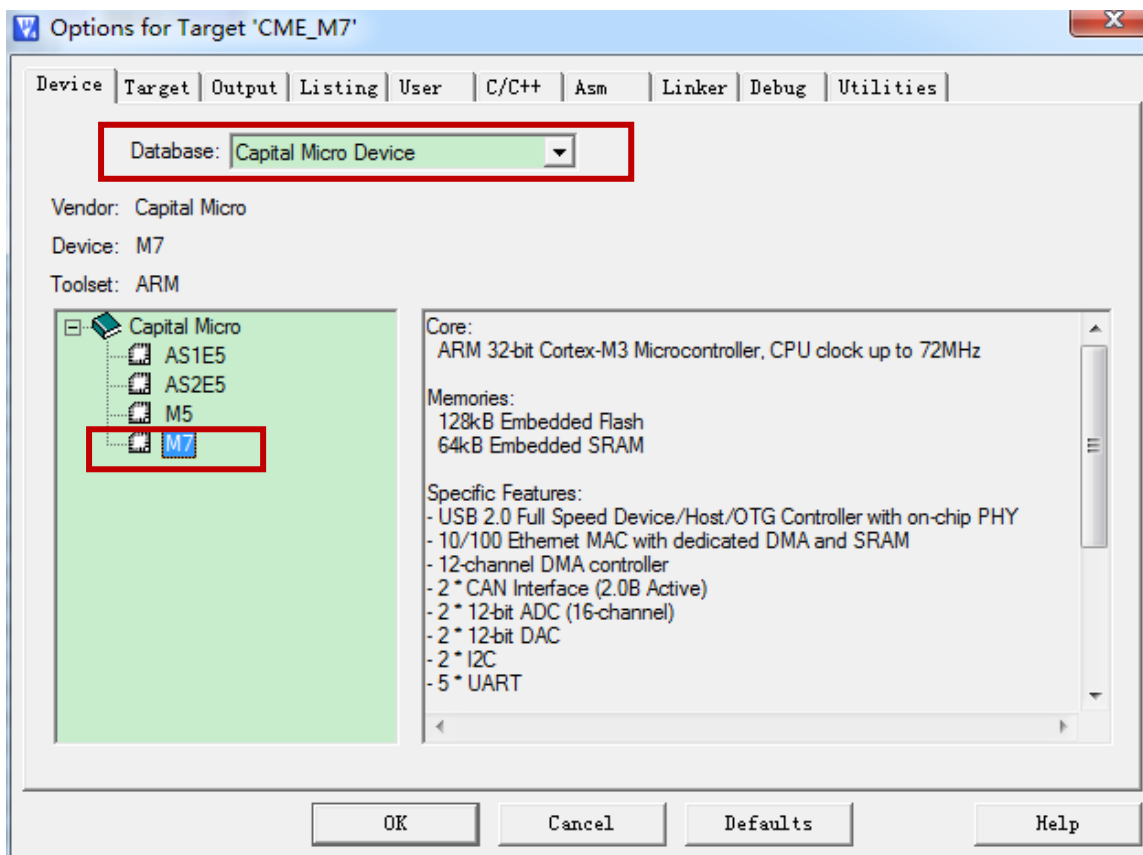 Options for Target 'CME_M7'
Device Target Output Listing User C/C++ Asm Linker Debug Utilities
Database: Capital Micro Device
Vendor: Capital Micro
Device: M7
Toolset: ARM
Capital Micro
AS1E5
AS2E5
M5
M7
Core:
ARM 32-bit Cortex-M3 Microcontroller, CPU clock up to 72MHz
Memories:
128kB Embedded Flash
64kB Embedded SRAM
Specific Features:
- USB 2.0 Full Speed Device/Host/OTG Controller with on-chip PHY
- 10/100 Ethernet MAC with dedicated DMA and SRAM
- 12-channel DMA controller
- 2 * CAN Interface (2.0B Active)
- 2 * 12-bit ADC (16-channel)
- 2 * 12-bit DAC
- 2 * I2C
- 5 * UART
OK Cancel Defaults Help